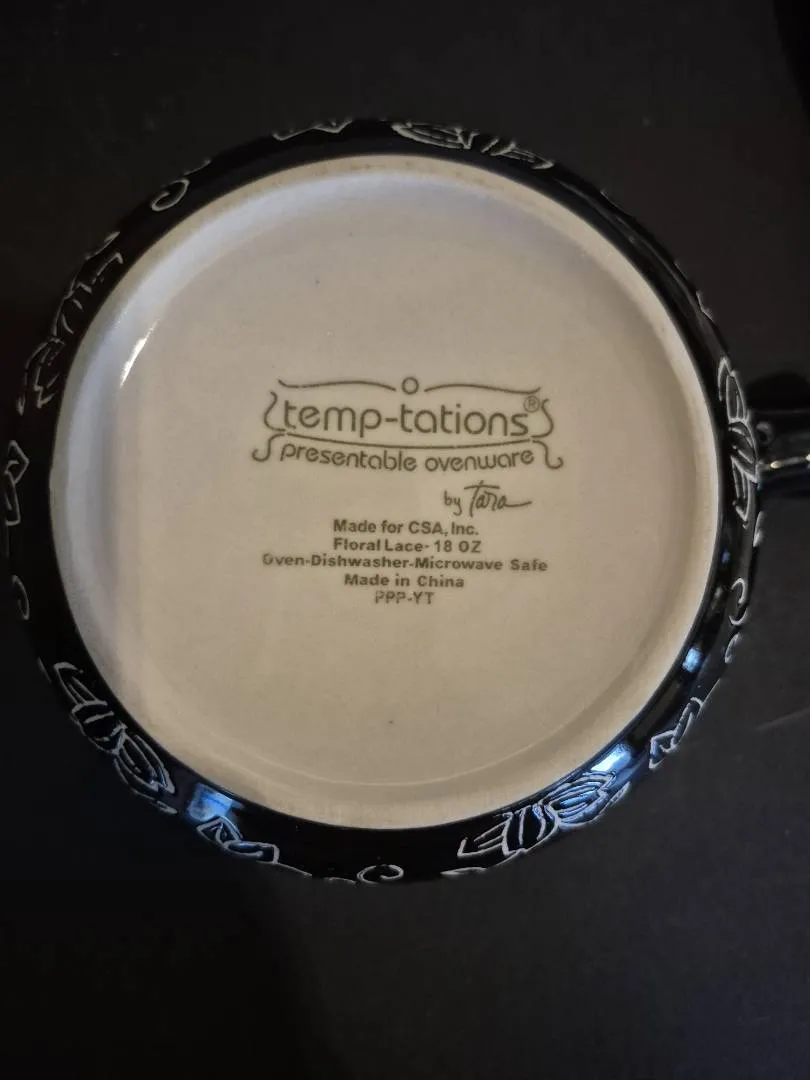 temp-tations®
presentable ovenware
by Tara
Made for CSA, Inc.
Floral Lace- 18 OZ
Oven-Dishwasher-Microwave Safe
Made in China
PPP-YT